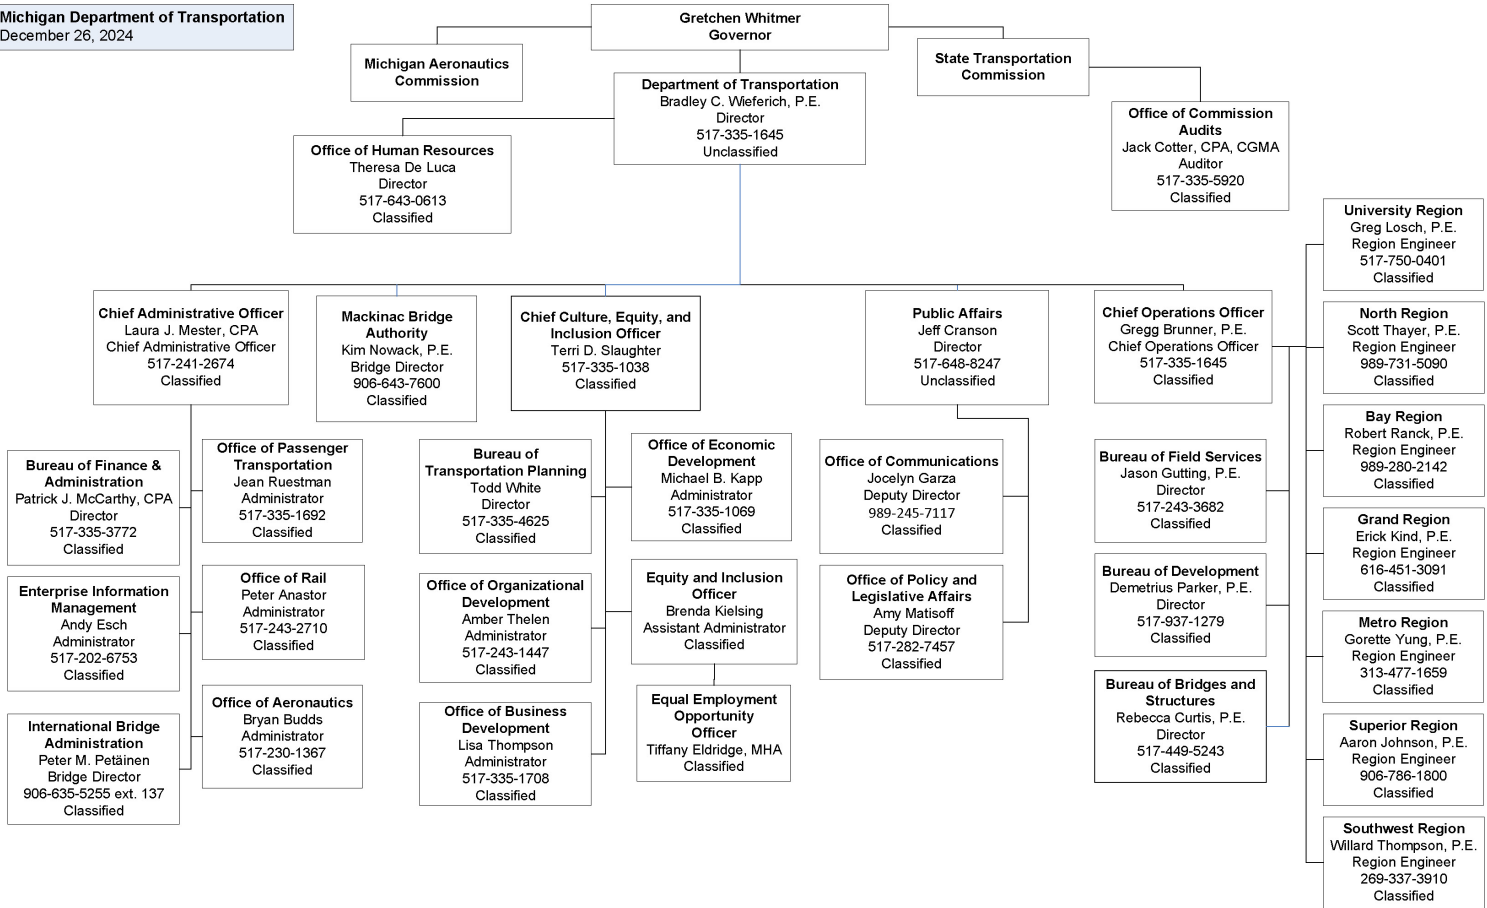 Michigan Department of Transportation
December 26, 2024
Gretchen Whitmer
Governor
Michigan Aeronautics
Commission
State Transportation
Commission
Department of Transportation
Bradley C. Wieferich, P.E.
Director
517-335-1645
Unclassified
Office of Commission
Audits
Jack Cotter, CPA, CGMA
Auditor
517-335-5920
Classified
Office of Human Resources
Theresa De Luca
Director
517-643-0613
Classified
Chief Administrative Officer
Laura J. Mester, CPA
Chief Administrative Officer
517-241-2674
Classified
Mackinac Bridge
Authority
Kim Nowack, P.E.
Bridge Director
906-643-7600
Classified
Chief Culture, Equity, and
Inclusion Officer
Terri D. Slaughter
517-335-1038
Classified
Public Affairs
Jeff Cranson
Director
517-648-8247
Unclassified
Chief Operations Officer
Gregg Brunner, P.E.
Chief Operations Officer
517-335-1645
Classified
Bureau of Finance &
Administration
Patrick J. McCarthy, CPA
Director
517-335-3772
Classified
Enterprise Information
Management
Andy Esch
Administrator
517-202-6753
Classified
International Bridge
Administration
Peter M. Petäinen
Bridge Director
906-635-5255 ext. 137
Classified
Office of Passenger
Transportation
Jean Ruestman
Administrator
517-335-1692
Classified
Office of Rail
Peter Anastor
Administrator
517-243-2710
Classified
Office of Aeronautics
Bryan Budds
Administrator
517-230-1367
Classified
Bureau of
Transportation Planning
Todd White
Director
517-335-4625
Classified
Office of Organizational
Development
Amber Thelen
Administrator
517-243-1447
Classified
Office of Business
Development
Lisa Thompson
Administrator
517-335-1708
Classified
Office of Economic
Development
Michael B. Kapp
Administrator
517-335-1069
Classified
Equity and Inclusion
Officer
Brenda Kielsing
Assistant Administrator
Classified
Equal Employment
Opportunity
Officer
Tiffany Eldridge, MHA
Classified
Office of Communications
Jocelyn Garza
Deputy Director
989-245-7117
Classified
Office of Policy and
Legislative Affairs
Amy Matisoff
Deputy Director
517-282-7457
Classified
Bureau of Field Services
Jason Gutting, P.E.
Director
517-243-3682
Classified
Bureau of Development
Demetrius Parker, P.E.
Director
517-937-1279
Classified
Bureau of Bridges and
Structures
Rebecca Curtis, P.E.
Director
517-449-5243
Classified
University Region
Greg Losch, P.E.
Region Engineer
517-750-0401
Classified
North Region
Scott Thayer, P.E.
Region Engineer
989-731-5090
Classified
Bay Region
Robert Ranck, P.E.
Region Engineer
989-280-2142
Classified
Grand Region
Erick Kind, P.E.
Region Engineer
616-451-3091
Classified
Metro Region
Gorette Yung, P.E.
Region Engineer
313-477-1659
Classified
Superior Region
Aaron Johnson, P.E.
Region Engineer
906-786-1800
Classified
Southwest Region
Willard Thompson, P.E.
Region Engineer
269-337-3910
Classified